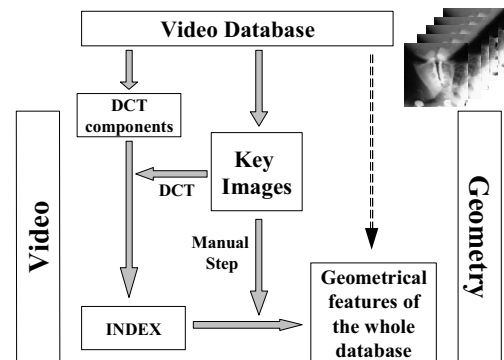 Video Database
DCT
components
Key
Images
DCT
Manual
Step
INDEX
Geometrical
features of
the whole
database
Video
Geometry